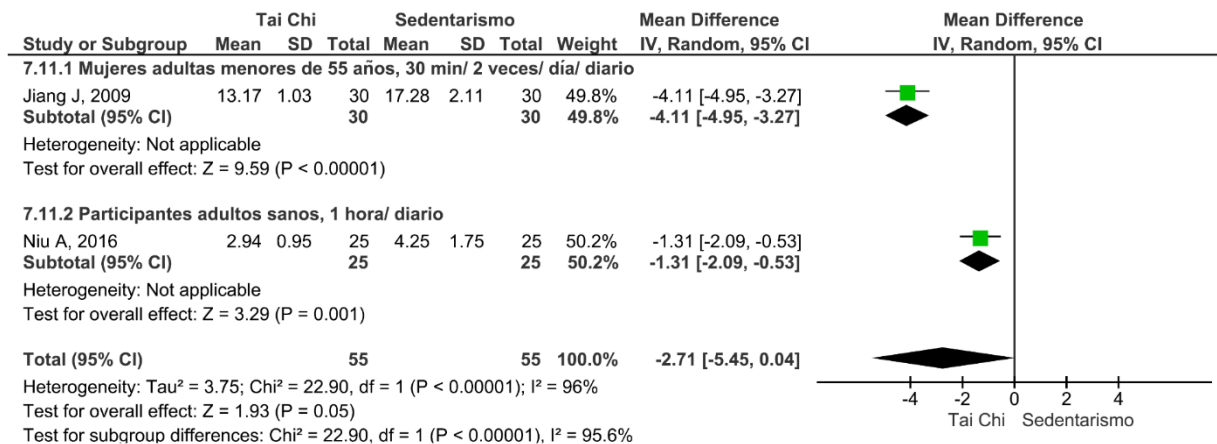 Tai Chi Sedentarismo Mean Difference Mean Difference
Study or Subgroup Mean SD Total Mean SD Total Weight IV, Random, 95% CI IV, Random, 95% CI
7.11.1 Mujeres adultas menores de 55 años, 30 min/ 2 veces/ día/ diario
Jiang J, 2009 13.17 1.03 30 17.28 2.11 30 49.8% -4.11 [-4.95, -3.27]
Subtotal (95% CI) 30 30 49.8% -4.11 [-4.95, -3.27]
Heterogeneity: Not applicable
Test for overall effect: Z = 9.59 (P < 0.00001)
7.11.2 Participantes adultos sanos, 1 hora/ diario
Niu A, 2016 2.94 0.95 25 4.25 1.75 25 50.2% -1.31 [-2.09, -0.53]
Subtotal (95% CI) 25 25 50.2% -1.31 [-2.09, -0.53]
Heterogeneity: Not applicable
Test for overall effect: Z = 3.29 (P = 0.001)
Total (95% CI) 55 55 100.0% -2.71 [-5.45, 0.04]
Heterogeneity: Tau² = 3.75; Chi² = 22.90, df = 1 (P < 0.00001); I² = 96%
Test for overall effect: Z = 1.93 (P = 0.05)
Test for subgroup differences: Chi² = 22.90, df = 1 (P < 0.00001), I² = 95.6%
-4 -2 0 2 4
Tai Chi Sedentarismo